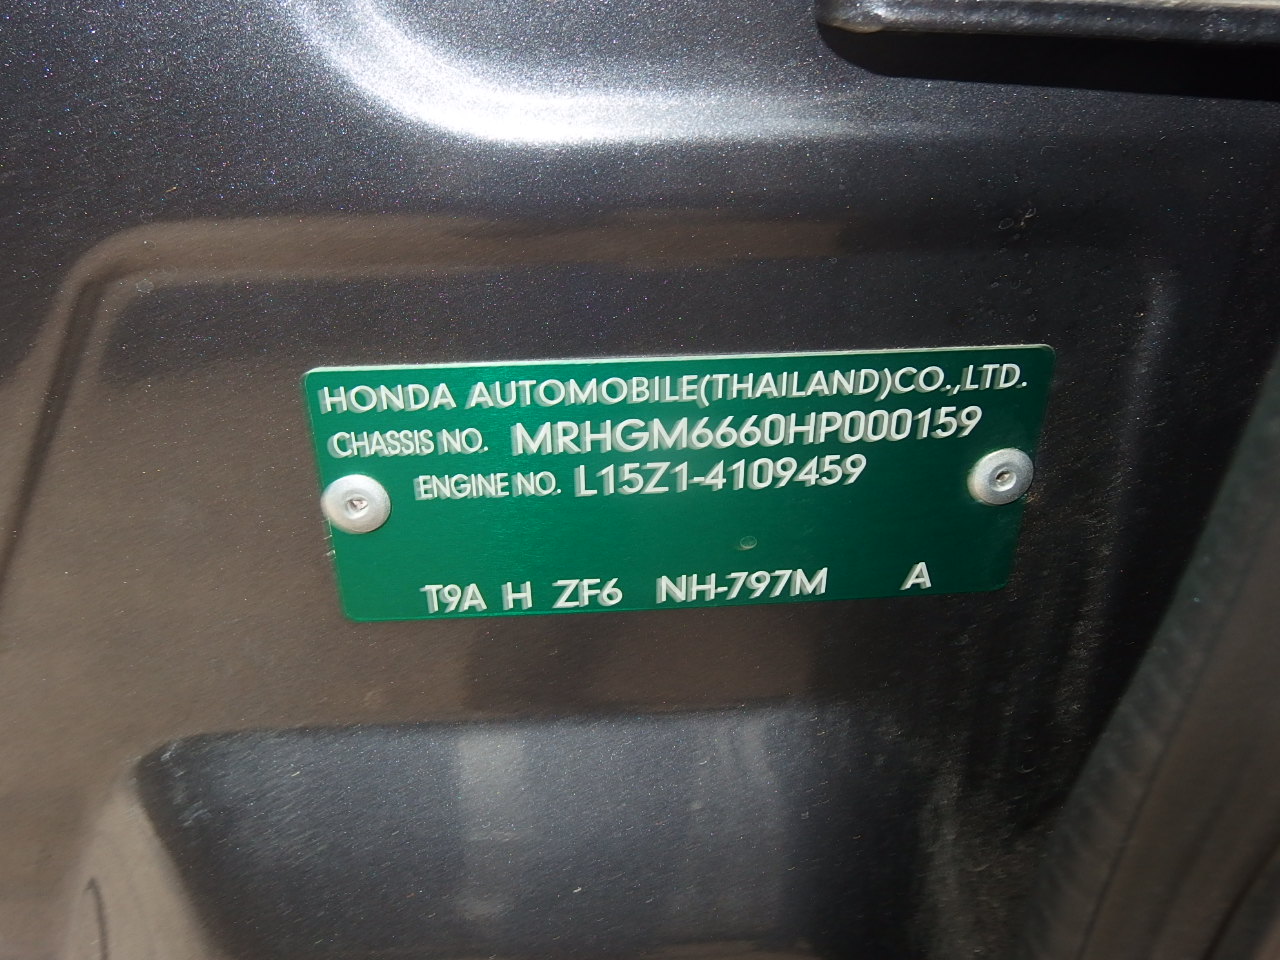 HONDA AUTOMOBILE(THAILAND)CO.,LTD.
CHASSIS NO. MRHGM6660HP000159
ENGINE NO. L15Z1-4109459
T9A H ZF6 NH-797M A